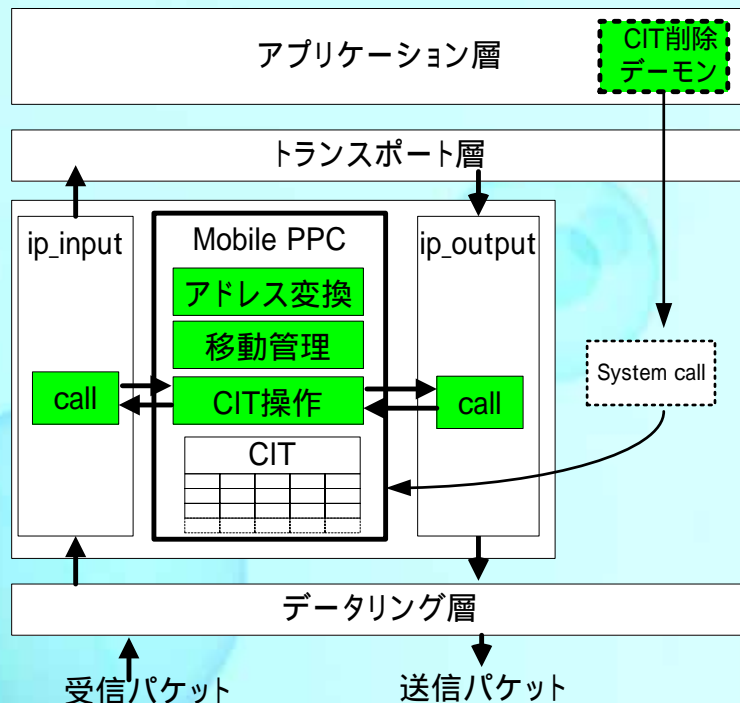 アプリケーション層
CIT削除
デーモン
トランスポート層
ip_input
Mobile PPC
ip_output
アドレス変換
移動管理
call
CIT操作
call
System call
CIT
データリング層
受信パケット
送信パケット